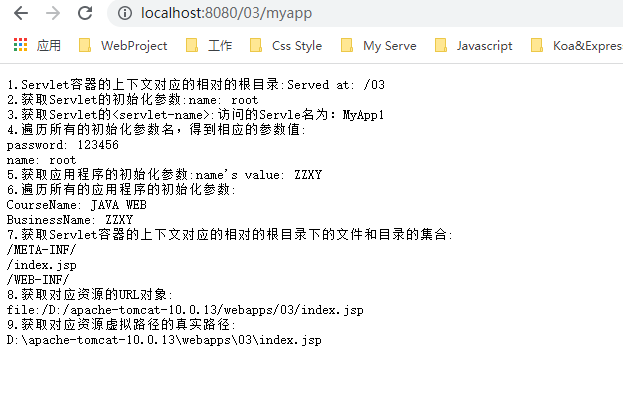 localhost:8080/03/myapp
应用 WebProject 工作 Css Style My Serve Javascript Koa&Expres
1.Servlet容器的上下文对应的相对的根目录:Served at: /03
2.获取Servlet的初始化参数:name: root
3.获取Servlet的<servlet-name>:访问的Servle名为：MyApp1
4.遍历所有的初始化参数名，得到相应的参数值:
password: 123456
name: root
5.获取应用程序的初始化参数:name's value: ZZXY
6.遍历所有的应用程序的初始化参数:
CourseName: JAVA WEB
BusinessName: ZZXY
7.获取Servlet容器的上下文对应的相对的根目录下的文件和目录的集合:
/META-INF/
/index.jsp
/WEB-INF/
8.获取对应资源的URL对象:
file:/D:/apache-tomcat-10.0.13/webapps/03/index.jsp
9.获取对应资源虚拟路径的真实路径:
D:\apache-tomcat-10.0.13\webapps\03\index.jsp